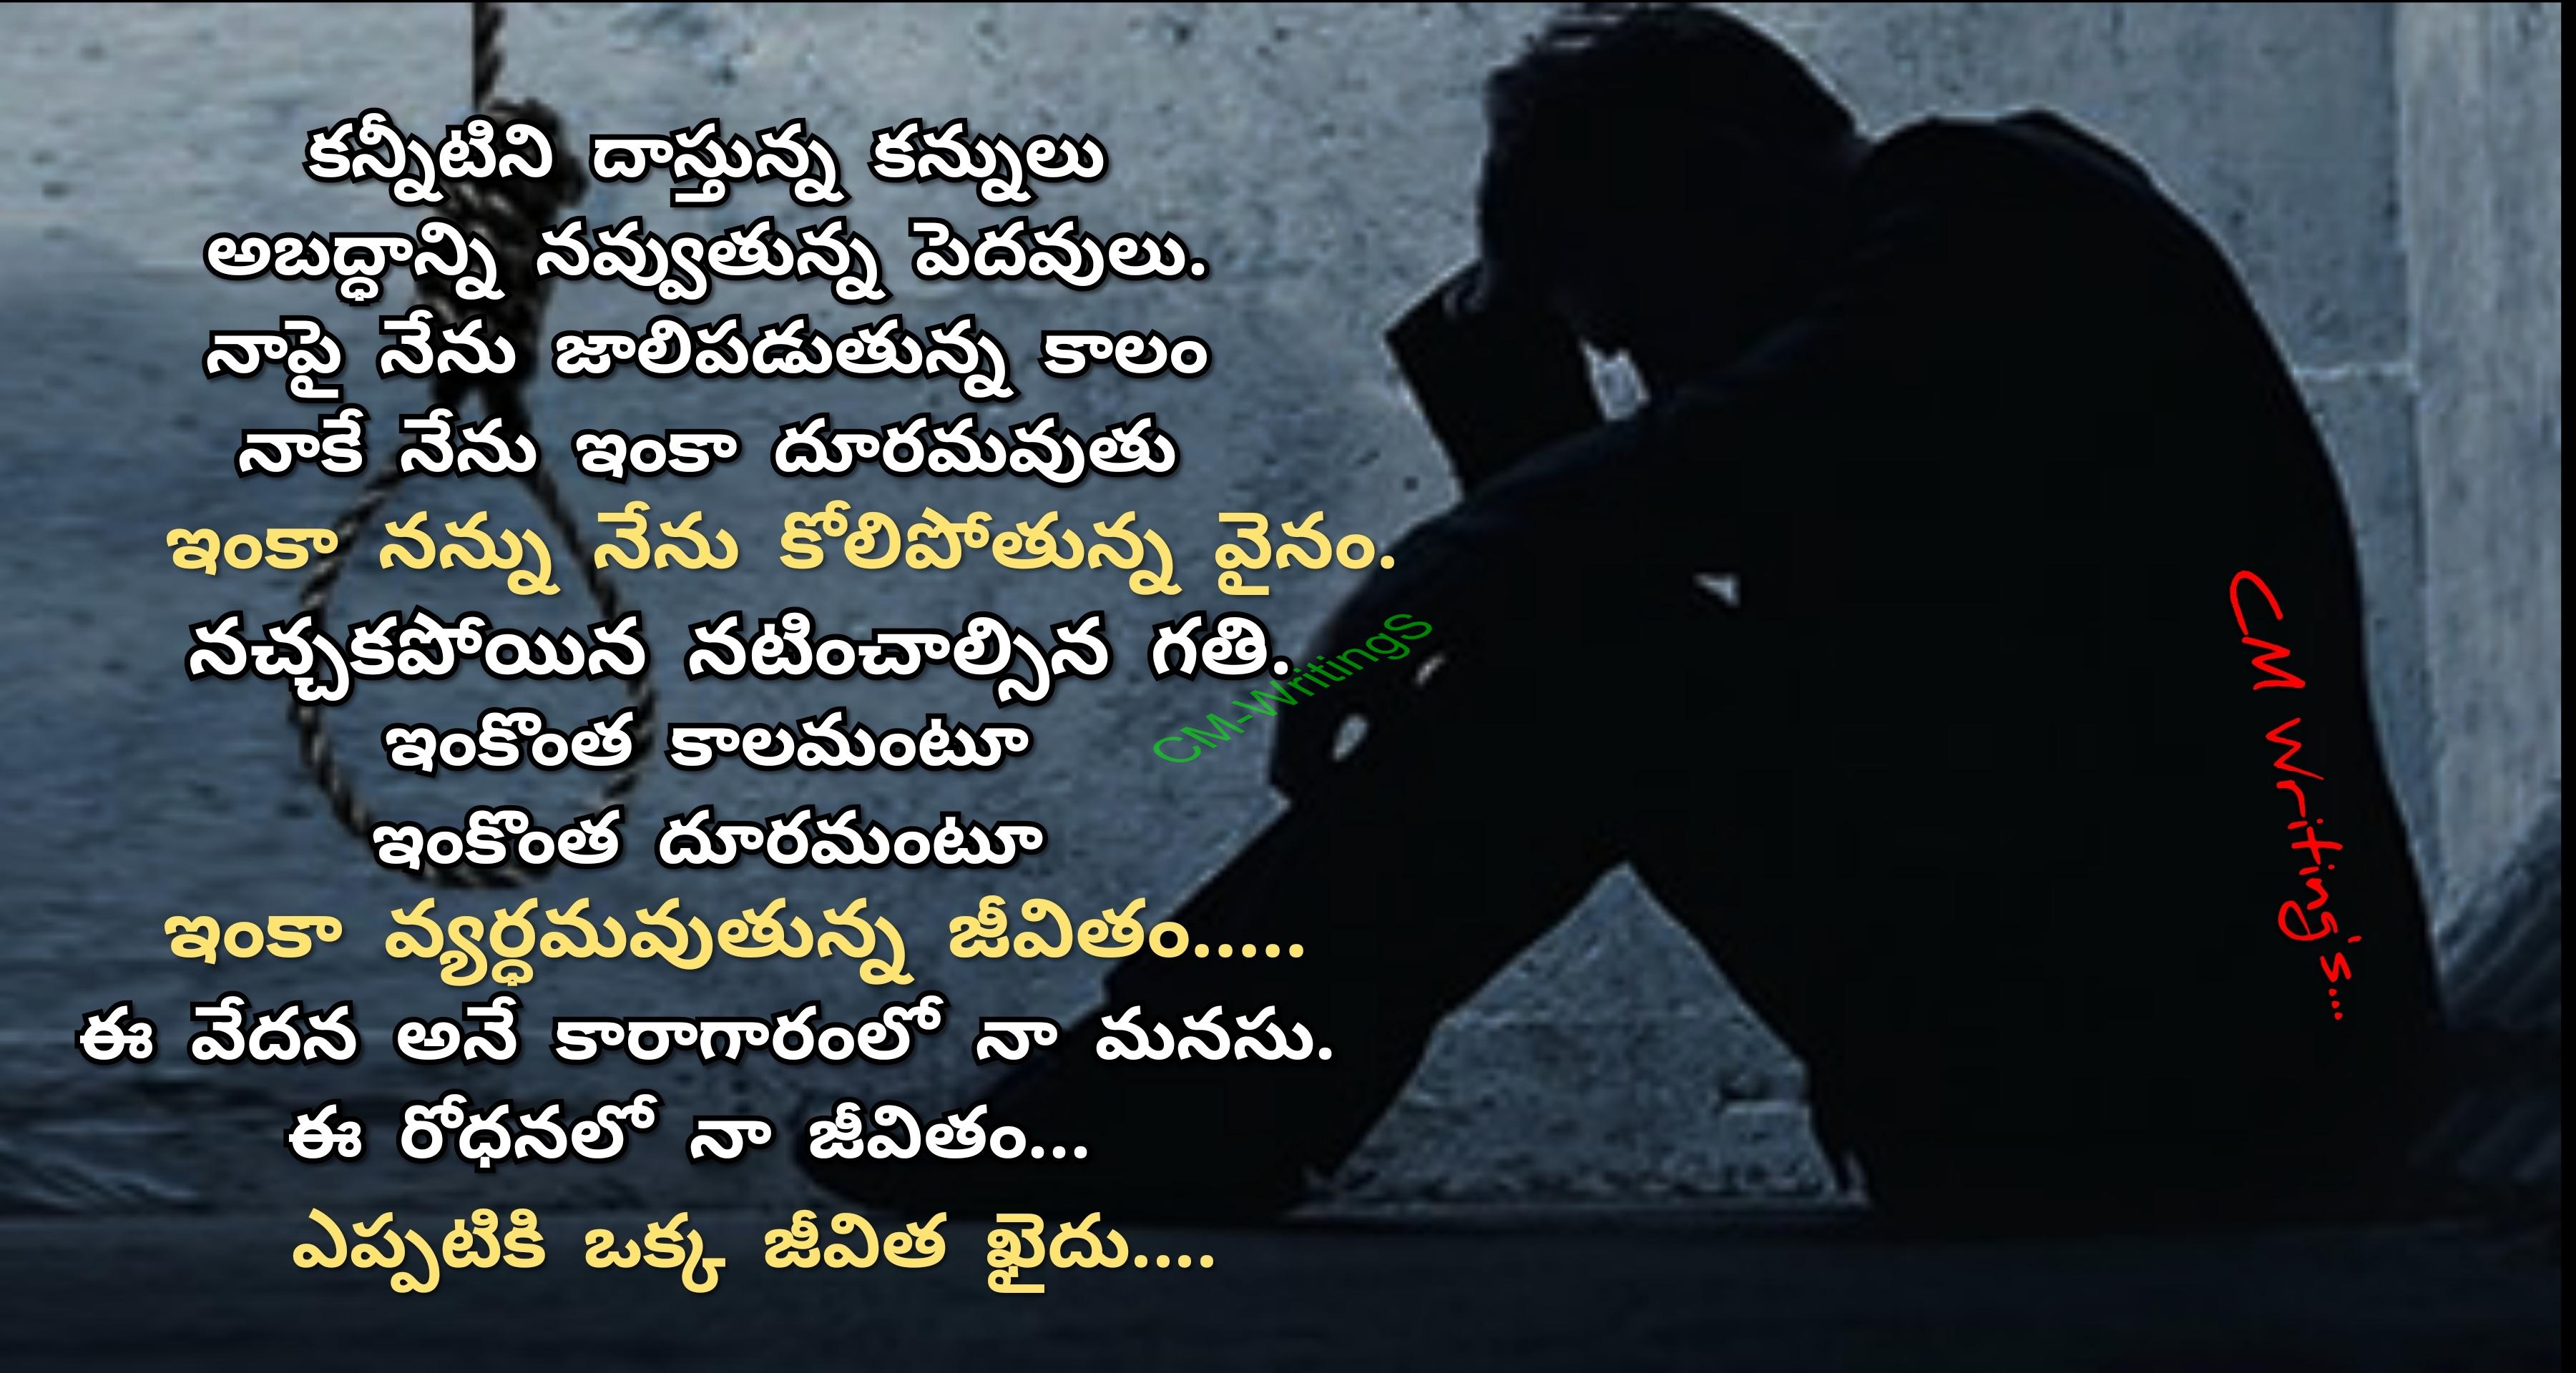 కన్నీటిని దాస్తున్న కన్నులు
అబద్ధాన్ని నవ్వుతున్న పెదవులు.
నాపై నేను జాలిపడుతున్న కాలం
నాకే నేను ఇంకా దూరమవుతు
ఇంకా నన్ను నేను కోలిపోతున్న వైనం.
నచ్చకపోయిన నటించాల్సిన గతి.
ఇంకొంత కాలమంటూ
ఇంకొంత దూరమంటూ
ఇంకా వ్యర్ధమవుతున్న జీవితం.....
ఈ వేదన అనే కారాగారంలో నా మనసు.
ఈ రోధనలో నా జీవితం...
ఎప్పటికి ఒక్క జీవిత ఖైదు....
CM-WritingS
CM Writing's...